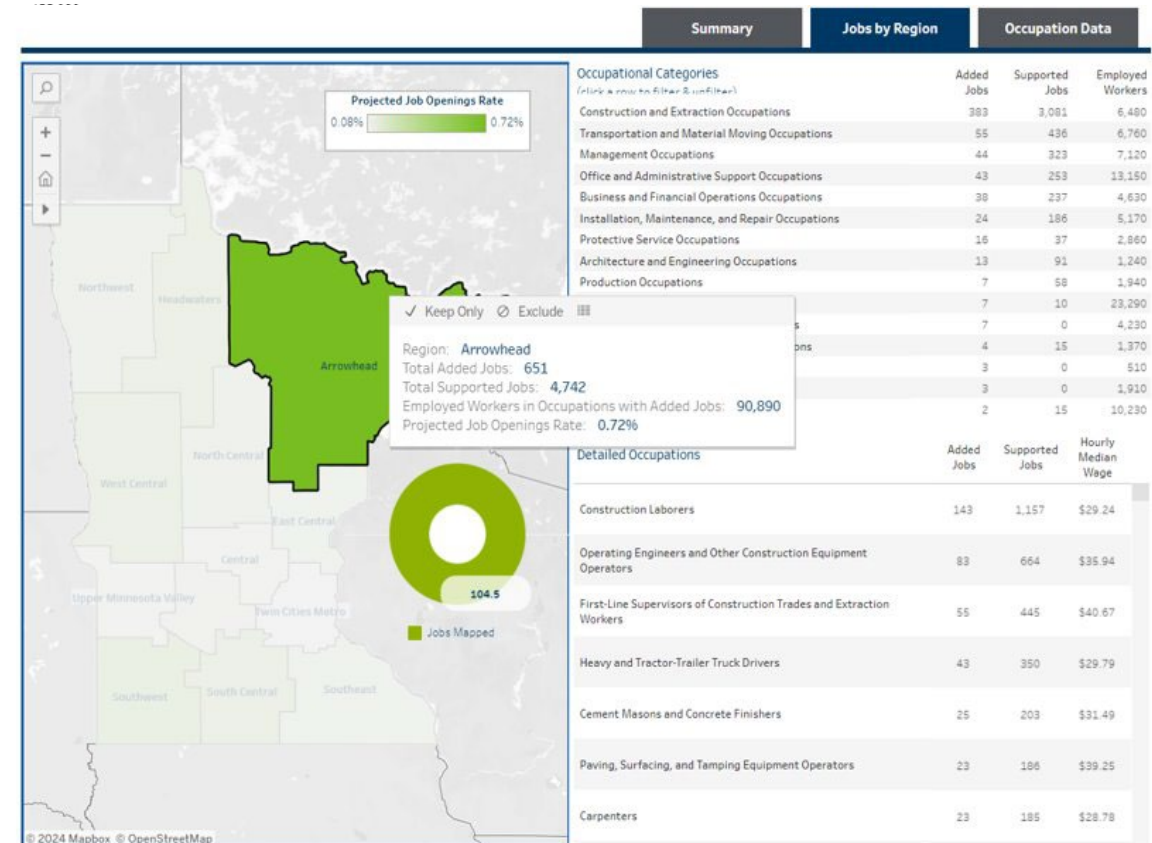 Summary
Jobs by Region
Occupation Data
Projected Job Openings Rate
0.08% 0.72%
Northwest
Headwaters
Arrowhead
North Central
West Central
East Central
Central
Upper Minnesota Valley
Twin Cities Metro
Southwest
South Central
Southeast
104.5
Jobs Mapped
© 2024 Mapbox © OpenStreetMap
Keep Only Exclude
Region: Arrowhead
Total Added Jobs: 651
Total Supported Jobs: 4,742
Employed Workers in Occupations with Added Jobs: 90,890
Projected Job Openings Rate: 0.72%
Occupational Categories Added Supported Employed
(click a row to filter & unfilter) Jobs Jobs Workers
Construction and Extraction Occupations 383 3,081 6,480
Transportation and Material Moving Occupations 55 436 6,760
Management Occupations 44 323 7,120
Office and Administrative Support Occupations 43 253 13,150
Business and Financial Operations Occupations 38 237 4,630
Installation, Maintenance, and Repair Occupations 24 186 5,170
Protective Service Occupations 16 37 2,860
Architecture and Engineering Occupations 13 91 1,240
Production Occupations 7 58 1,940
7 10 23,290
s 7 0 4,230
ons 4 15 1,370
3 0 510
3 0 1,910
2 15 10,230
Detailed Occupations Added Jobs Supported Jobs Hourly Median Wage
Construction Laborers 143 1,157 $29.24
Operating Engineers and Other Construction Equipment
Operators 83 664 $35.94
First-Line Supervisors of Construction Trades and Extraction
Workers 55 445 $40.67
Heavy and Tractor-Trailer Truck Drivers 43 350 $29.79
Cement Masons and Concrete Finishers 25 203 $31.49
Paving, Surfacing, and Tamping Equipment Operators 23 186 $39.25
Carpenters 23 185 $28.78